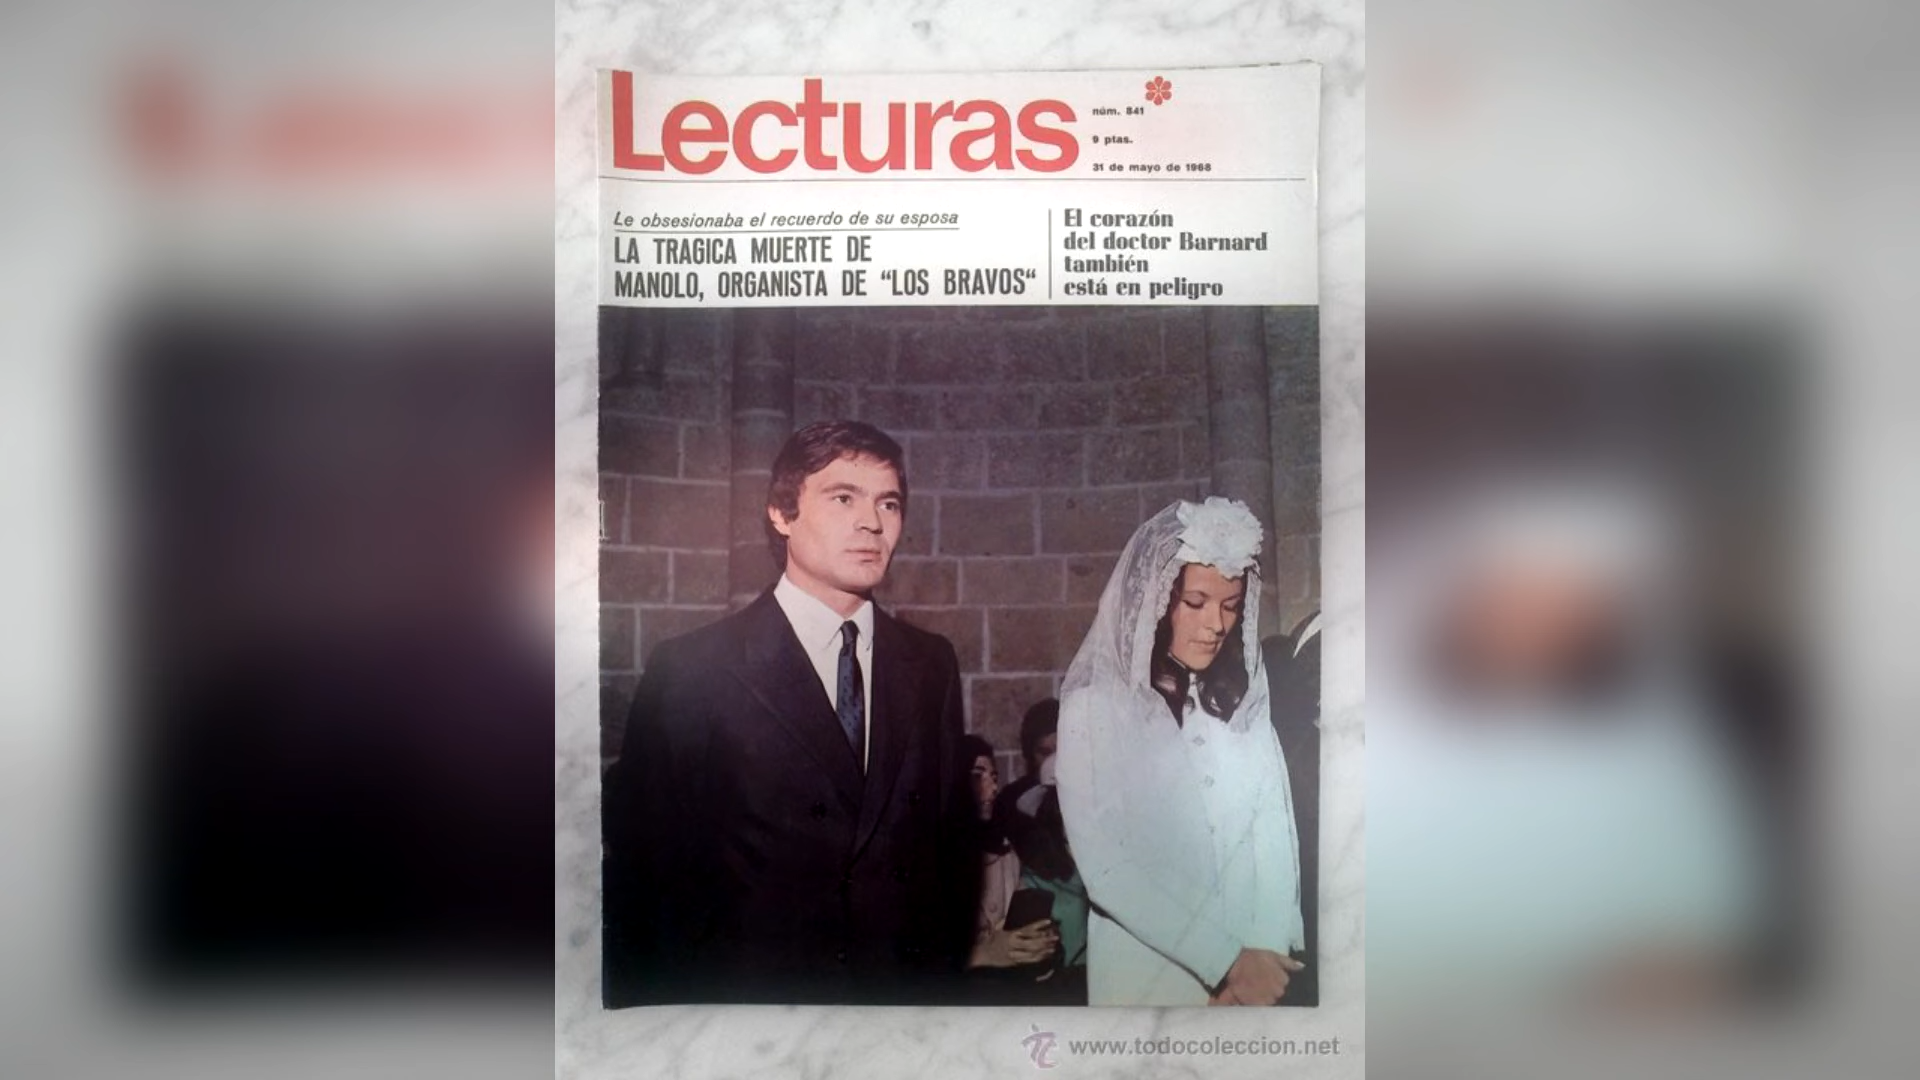 Lecturas
núm. 841
9 ptas.
31 de mayo de 1968
Le obsesionaba el recuerdo de su esposa
LA TRAGICA MUERTE DE
MANOLO, ORGANISTA DE “LOS BRAVOS“
El corazón
del doctor Barnard
también
está en peligro
TC www.todocoleccion.net